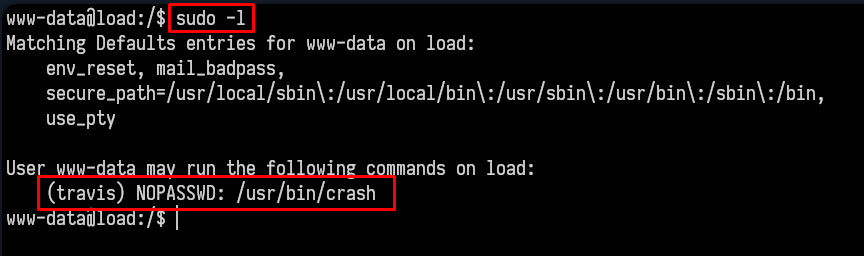 www-data@load:/$ sudo -l
Matching Defaults entries for www-data on load:
    env_reset, mail_badpass,
    secure_path=/usr/local/sbin\:/usr/local/bin\:/usr/sbin\:/usr/bin\:/sbin\:/bin,
    use_pty

User www-data may run the following commands on load:
    (travis) NOPASSWD: /usr/bin/crash
www-data@load:/$